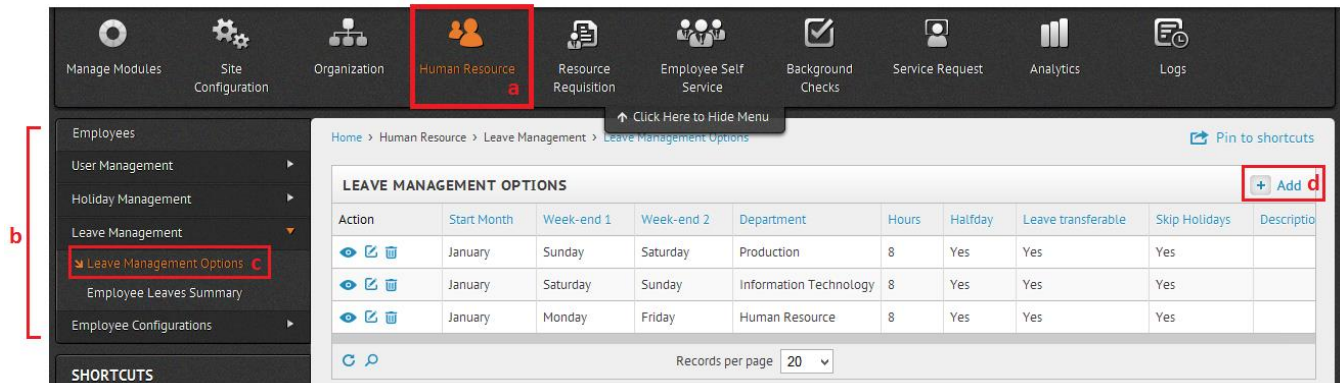 Manage Modules
Site Configuration
Organization
Human Resource
a
Resource Requisition
Employee Self Service
Background Checks
Service Request
Analytics
Logs
Click Here to Hide Menu
b
Employees
User Management
Holiday Management
Leave Management
Leave Management Options c
Employee Leaves Summary
Employee Configurations
SHORTCUTS
Home > Human Resource > Leave Management > Leave Management Options
Pin to shortcuts
LEAVE MANAGEMENT OPTIONS
+ Add d
Action Start Month Week-end 1 Week-end 2 Department Hours Halfday Leave transferable Skip Holidays Descriptio
January Sunday Saturday Production 8 Yes Yes Yes
January Saturday Sunday Information Technology 8 Yes Yes Yes
January Monday Friday Human Resource 8 Yes Yes Yes
Records per page 20